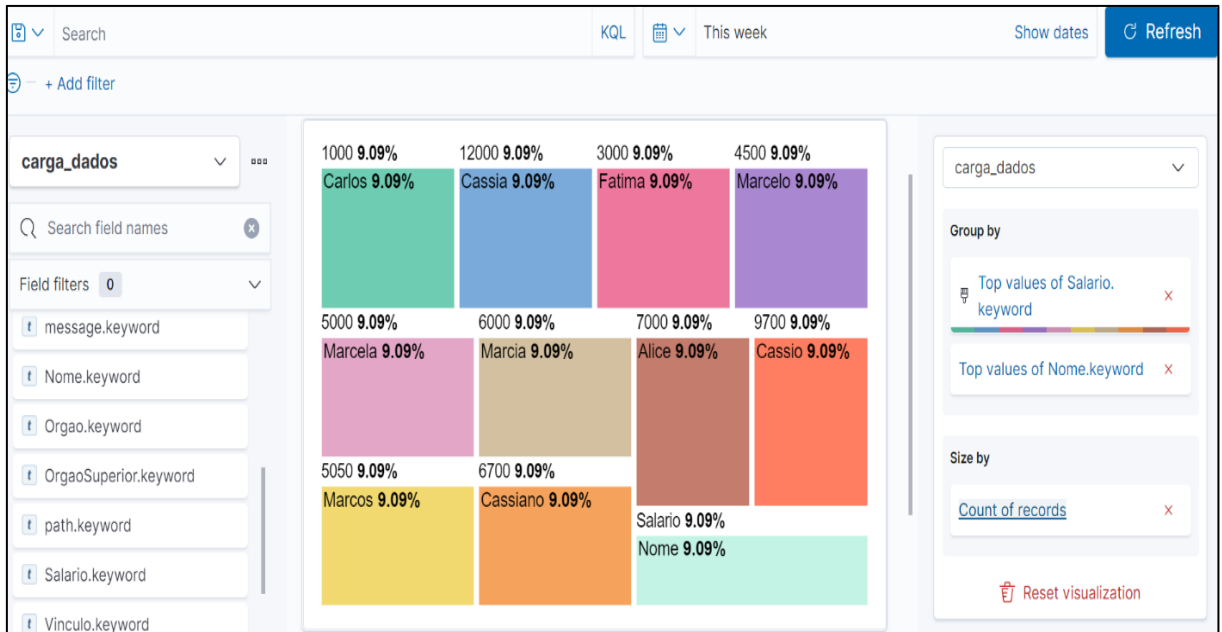 Search
KQL
This week
Show dates
Refresh
+ Add filter
carga_dados
Search field names
Field filters 0
message.keyword
Nome.keyword
Orgao.keyword
OrgaoSuperior.keyword
path.keyword
Salario.keyword
Vinculo.keyword
1000 9.09%
Carlos 9.09%
12000 9.09%
Cassia 9.09%
3000 9.09%
Fatima 9.09%
4500 9.09%
Marcelo 9.09%
5000 9.09%
Marcela 9.09%
6000 9.09%
Marcia 9.09%
7000 9.09%
Alice 9.09%
9700 9.09%
Cassio 9.09%
5050 9.09%
Marcos 9.09%
6700 9.09%
Cassiano 9.09%
Salario 9.09%
Nome 9.09%
carga_dados
Group by
Top values of Salario.
keyword
Top values of Nome.keyword
Size by
Count of records
Reset visualization